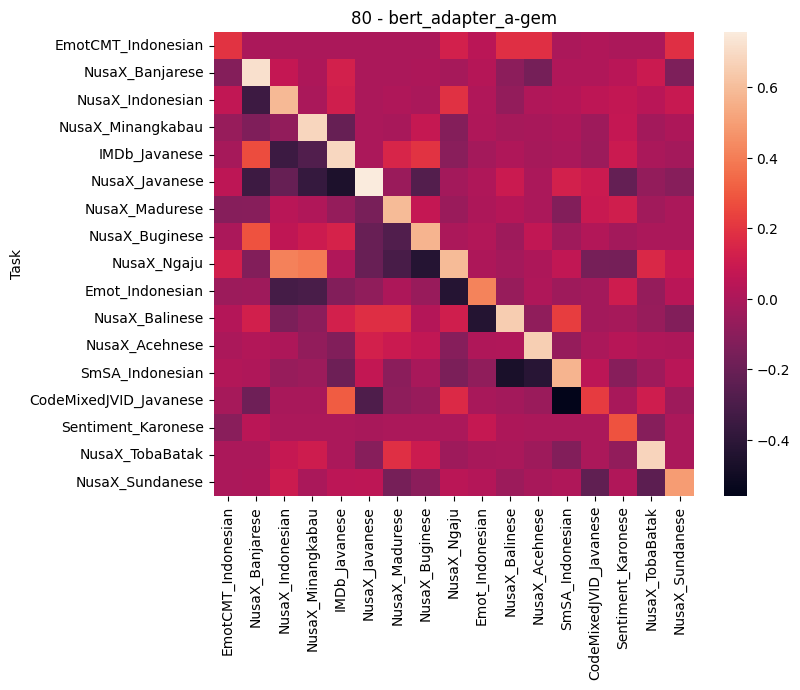 80 - bert_adapter_a-gem
Task
EmotCMT_Indonesian
NusaX_Banjarese
NusaX_Indonesian
NusaX_Minangkabau
IMDb_Javanese
NusaX_Javanese
NusaX_Madurese
NusaX_Buginese
NusaX_Ngaju
Emot_Indonesian
NusaX_Balinese
NusaX_Acehnese
SmSA_Indonesian
CodeMixedJVID_Javanese
Sentiment_Karonese
NusaX_TobaBatak
NusaX_Sundanese
EmotCMT_Indonesian
NusaX_Banjarese
NusaX_Indonesian
NusaX_Minangkabau
IMDb_Javanese
NusaX_Javanese
NusaX_Madurese
NusaX_Buginese
NusaX_Ngaju
Emot_Indonesian
NusaX_Balinese
NusaX_Acehnese
SmSA_Indonesian
CodeMixedJVID_Javanese
Sentiment_Karonese
NusaX_TobaBatak
NusaX_Sundanese
0.6
0.4
0.2
0.0
−0.2
−0.4